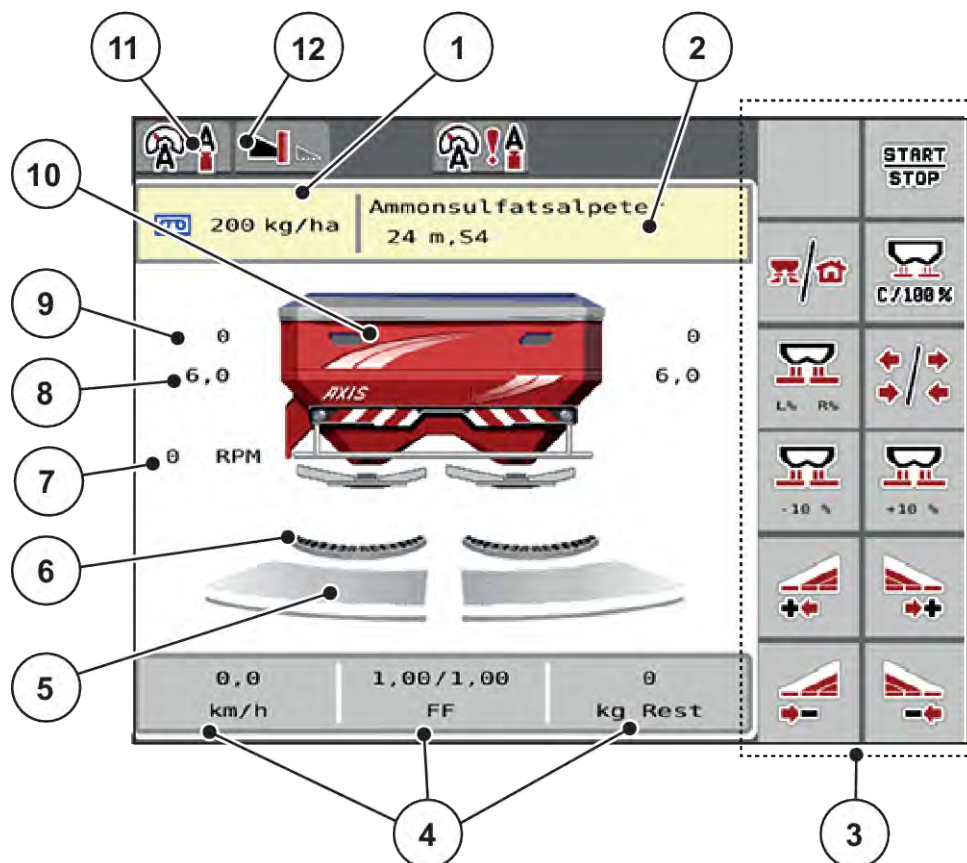 11 12 1 2
A A A A
START
STOP
10
200 kg/ha
24 m,S4
C/100 %
9 0 0
8 6,0 6,0
AXIS
L% R%
7 0 RPM
-10 % +10 %
6
5
0,0 1,00/1,00 0
km/h FF kg Rest
4 3